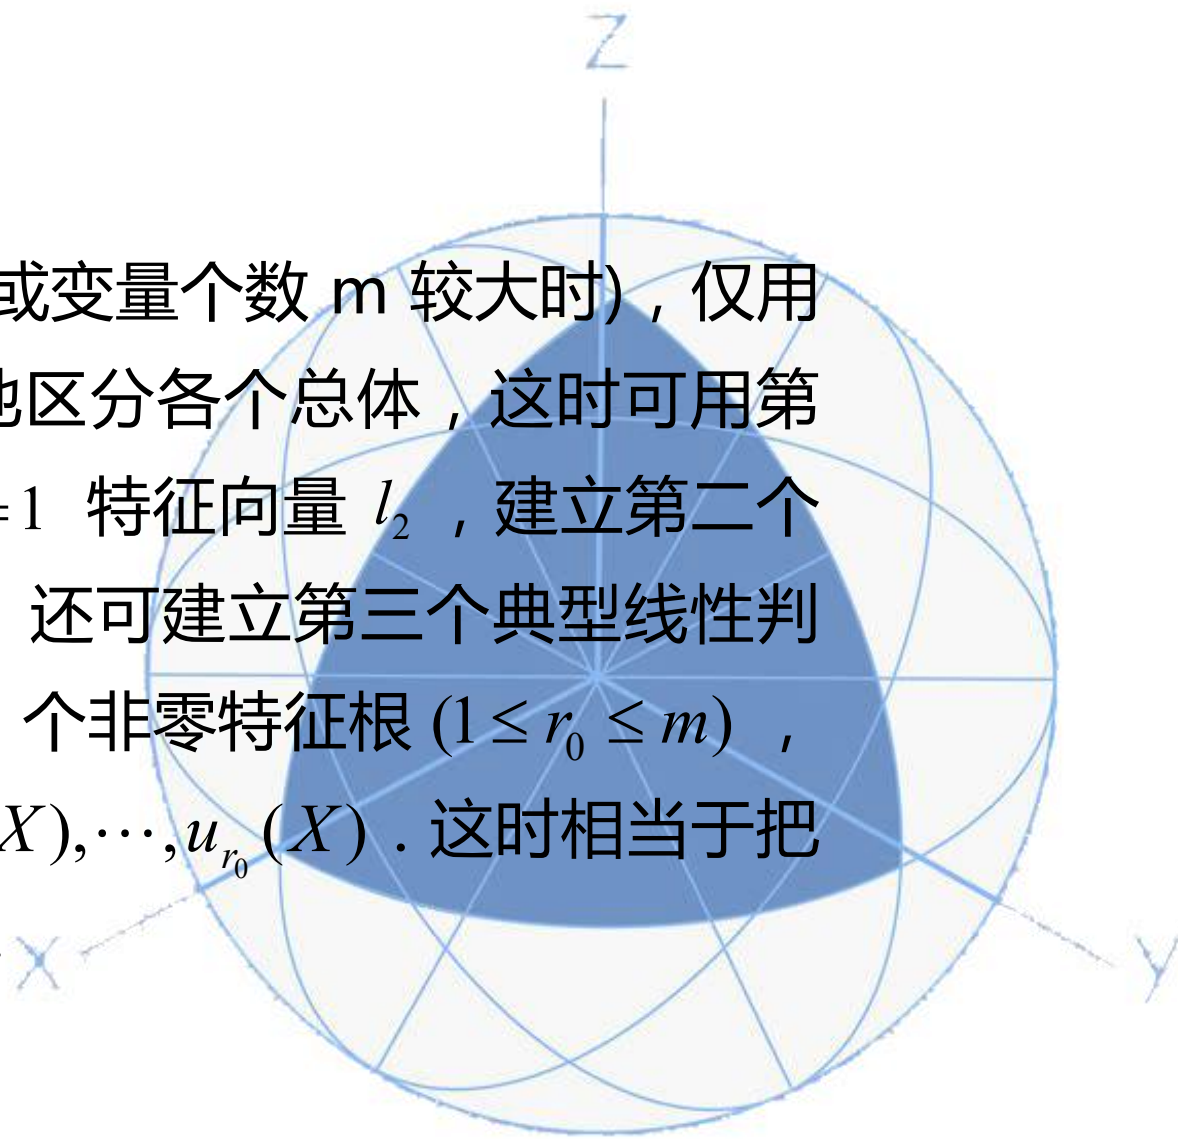 Z
或变量个数 m 较大时)，仅用
地区分各个总体，这时可用第
=1 特征向量 l₂ ，建立第二个
还可建立第三个典型线性判
个非零特征根 (1 ≤ r₀ ≤ m) ，
X),⋯,u_{r₀}(X) . 这时相当于把
X
y